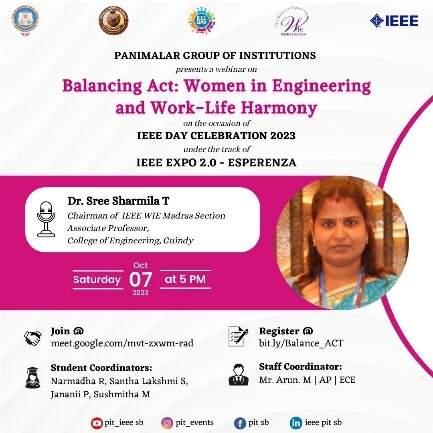 WIE
Madras Section
IEEE
PANIMALAR GROUP OF INSTITUTIONS
presents a webinar on
Balancing Act: Women in Engineering
and Work-Life Harmony
on the occasion of
IEEE DAY CELEBRATION 2023
under the track of
IEEE EXPO 2.0 - ESPERENZA
Dr. Sree Sharmila T
Chairman of IEEE WIE Madras Section
Associate Professor,
College of Engineering, Guindy
Oct
Saturday 07 at 5 PM
2023
Join @
meet.google.com/mvt-zxwm-rad
Register @
bit.ly/Balance_ACT
Student Coordinators:
Narmadha R, Santha Lakshmi S,
Jananii P, Sushmitha M
Staff Coordinator:
Mr. Arun. M | AP | ECE
pit_ieee sb
pit_events
pit sb
ieee pit sb